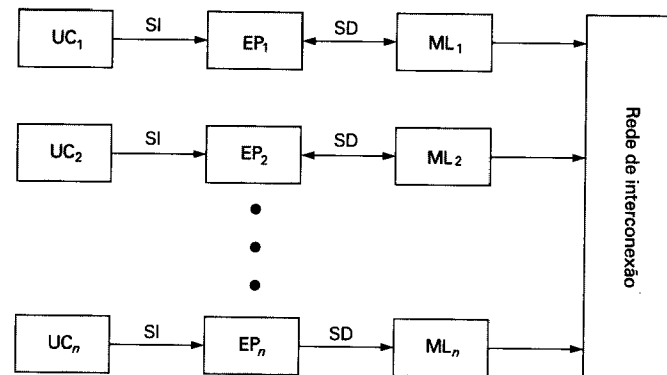 UC₁ SI EP₁ SD ML₁
UC₂ SI EP₂ SD ML₂
UCₙ SI EPₙ SD MLₙ
Rede de interconexão